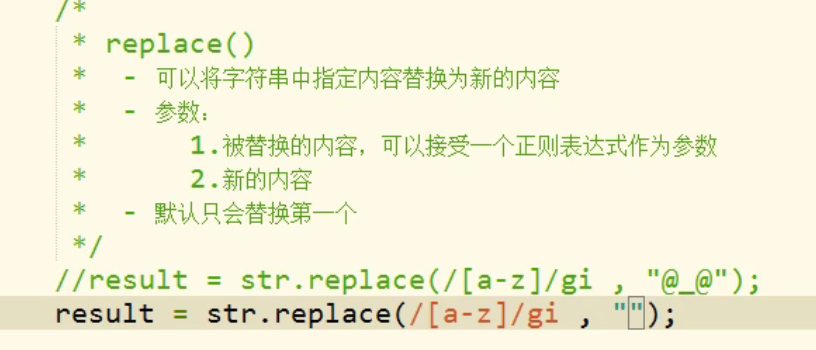 /*
* replace()
* - 可以将字符串中指定内容替换为新的内容
* - 参数：
* 1.被替换的内容，可以接受一个正则表达式作为参数
* 2.新的内容
* - 默认只会替换第一个
*/
//result = str.replace(/[a-z]/gi , "@_@");
result = str.replace(/[a-z]/gi , "");